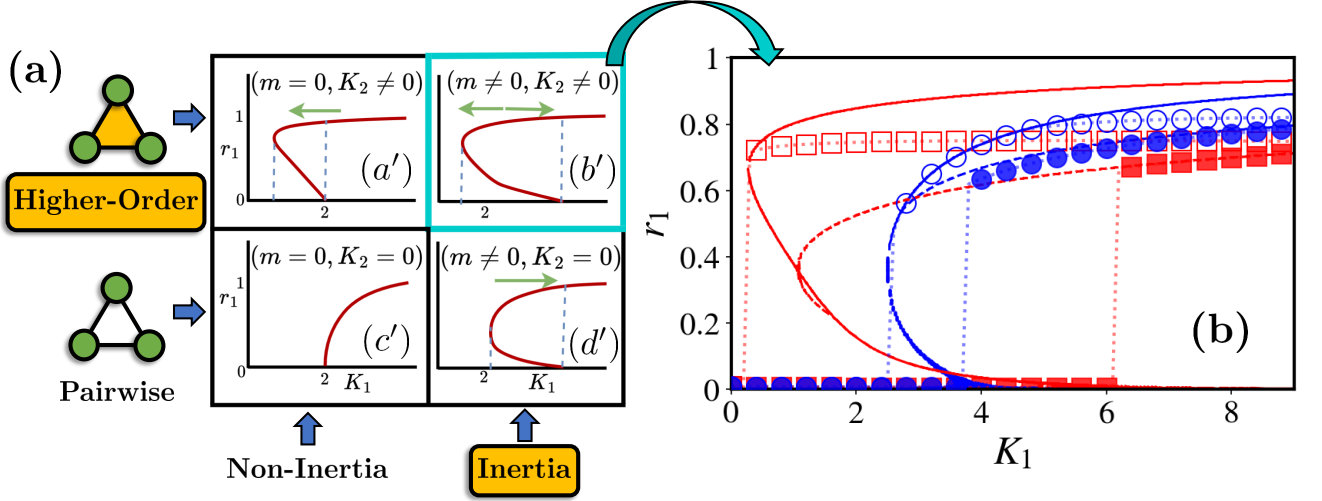 (a)
Higher-Order
Pairwise
(m = 0, K₂ ≠ 0)
1
r₁
0
2
(a′)
(m ≠ 0, K₂ ≠ 0)
2
(b′)
(m = 0, K₂ = 0)
r₁
1
0
2
K₁
(c′)
(m ≠ 0, K₂ = 0)
2
K₁
(d′)
Non-Inertia
Inertia
1
0.8
0.6
0.4
0.2
0
r₁
0 2 4 6 8
K₁
(b)